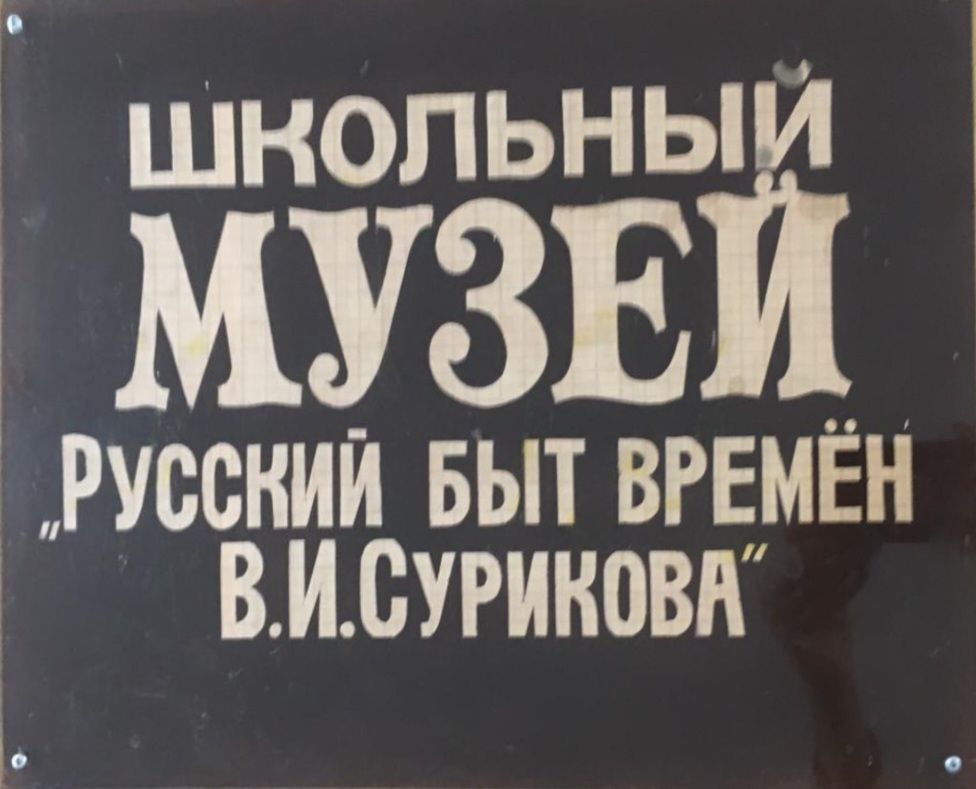 ШКОЛЬНЫЙ
МУЗЕЙ
„РУССКИЙ БЫТ ВРЕМЁН
В.И.СУРИКОВА"